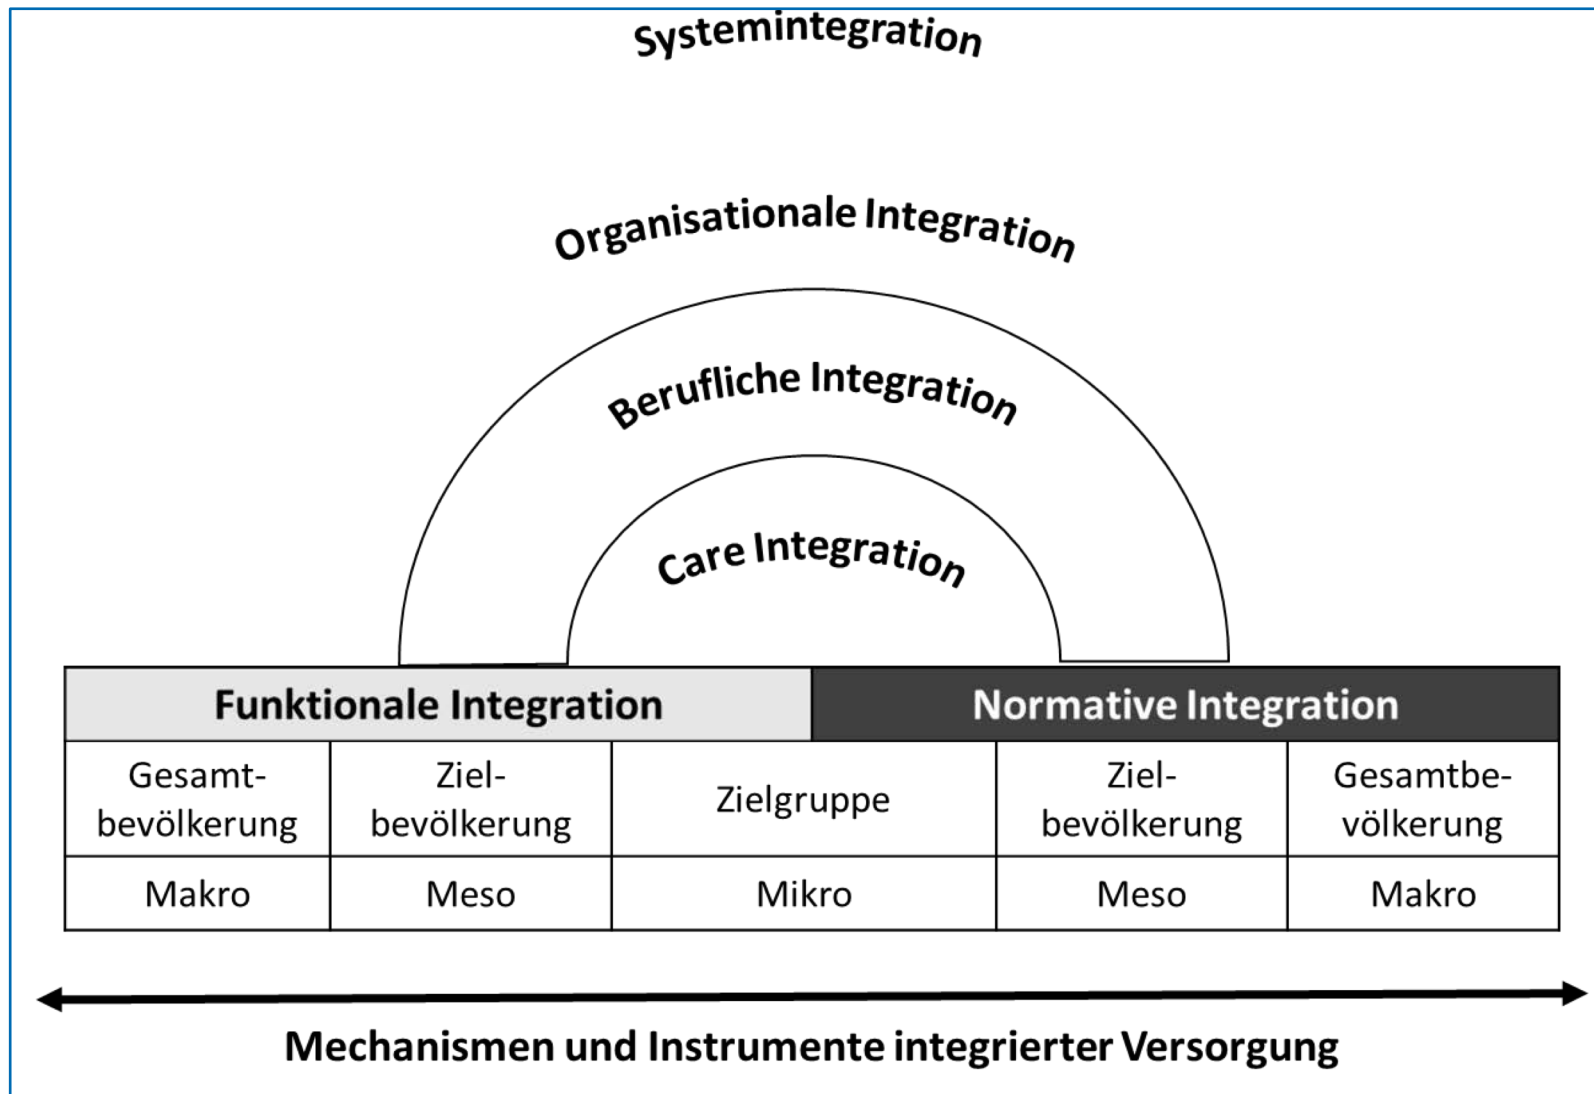 Systemintegration
Organisationale Integration
Berufliche Integration
Care Integration
Funktionale Integration
Normative Integration
Gesamt-
bevölkerung
Ziel-
bevölkerung
Zielgruppe
Ziel-
bevölkerung
Gesamtbe-
völkerung
Makro
Meso
Mikro
Meso
Makro
Mechanismen und Instrumente integrierter Versorgung